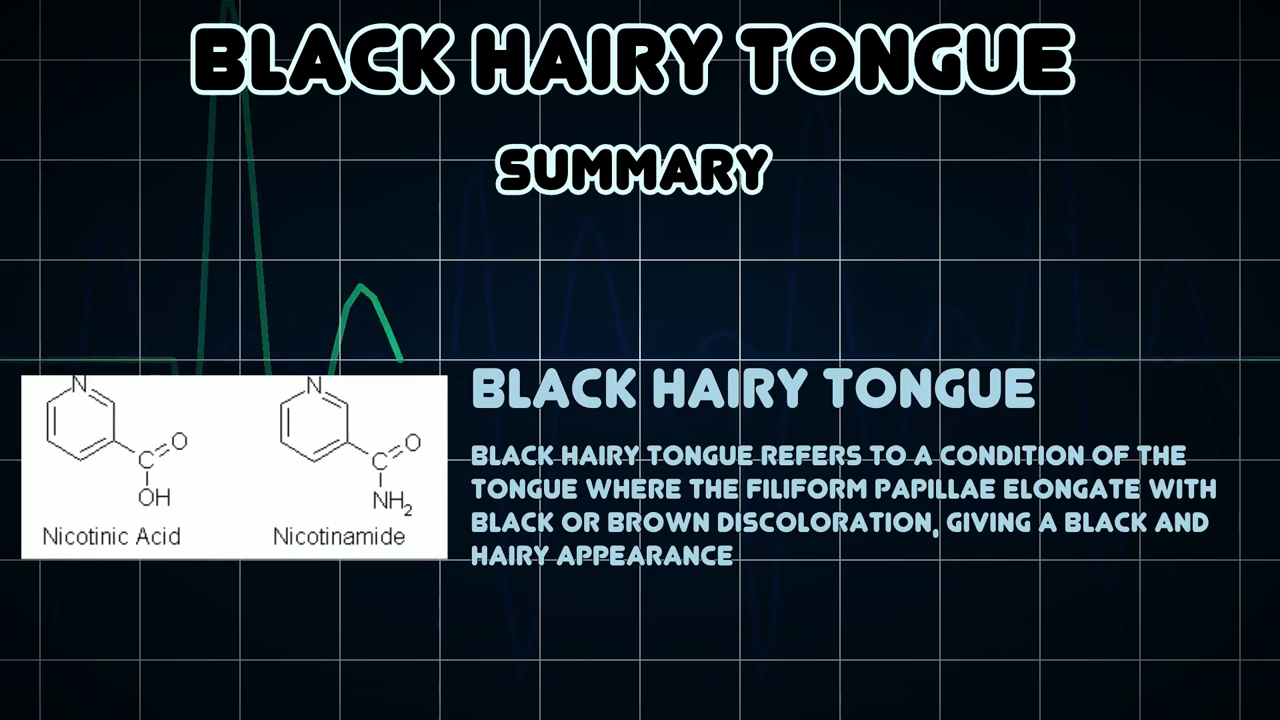 BLACK HAIRY TONGUE
SUMMARY
N
O
C
OH
Nicotinic Acid
N
O
C
NH2
Nicotinamide
BLACK HAIRY TONGUE
BLACK HAIRY TONGUE REFERS TO A CONDITION OF THE
TONGUE WHERE THE FILIFORM PAPILLAE ELONGATE WITH
BLACK OR BROWN DISCOLORATION, GIVING A BLACK AND
HAIRY APPEARANCE